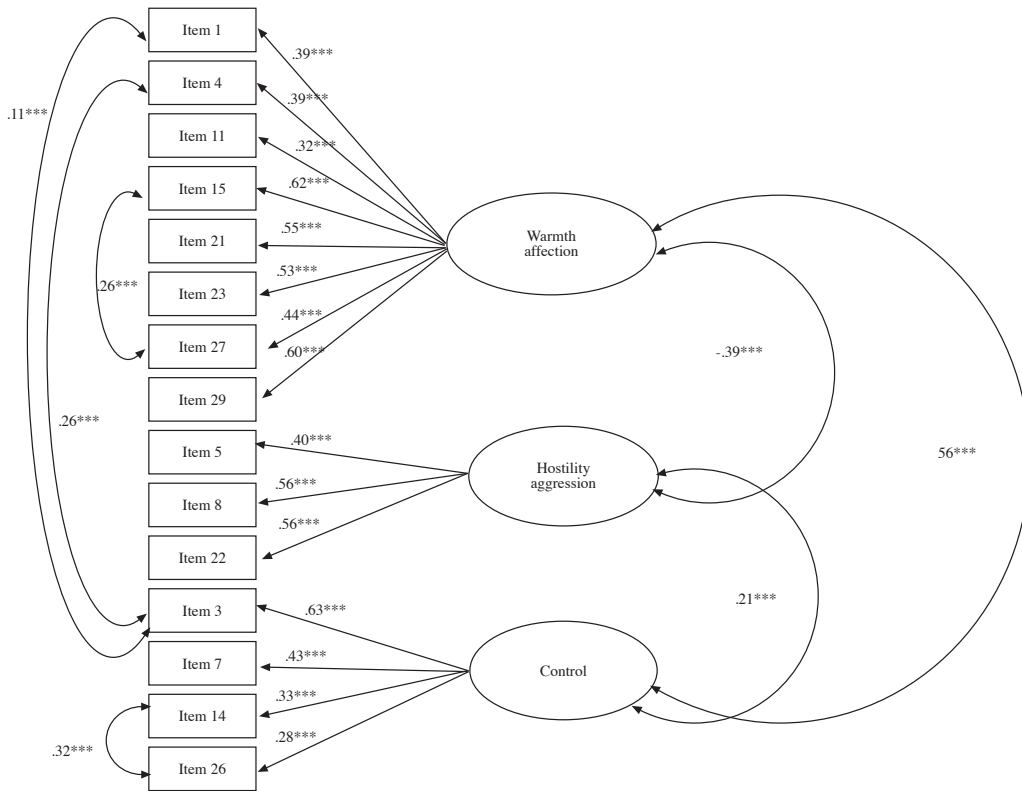 Item 1
.39***
Item 4
.39***
.11***
Item 11
.32***
Item 15
.62***
Item 21
.55***
Warmth
affection
Item 23
.53***
.26***
Item 27
.44***
.60***
-.39***
Item 29
.26***
Item 5
.40***
56***
Item 8
.56***
Hostility
aggression
Item 22
.56***
Item 3
.63***
.21***
Item 7
.43***
Control
Item 14
.33***
.32***
Item 26
.28***